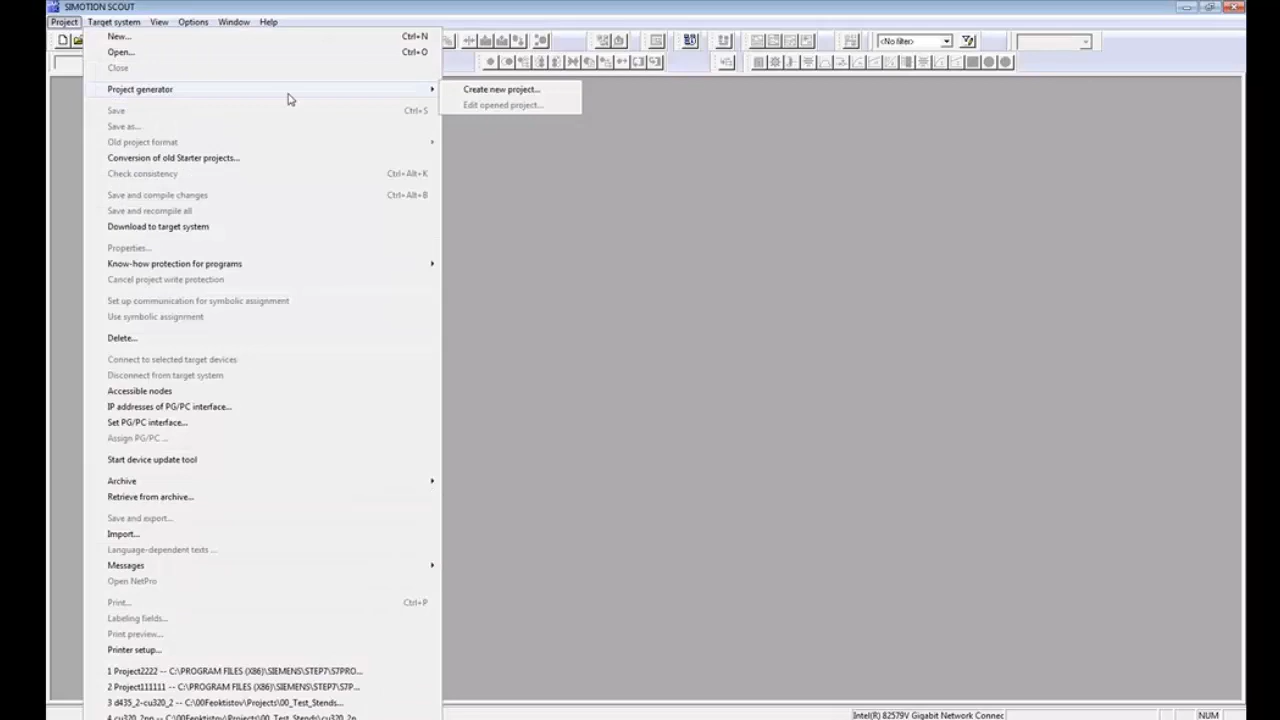 SIMOTION SCOUT
Project Target system View Options Window Help
New... Ctrl+N
Open... Ctrl+O
Close
<No filter>
Project generator
Create new project...
Edit opened project...
Save Ctrl+S
Save as...
Old project format
Conversion of old Starter projects...
Check consistency Ctrl+Alt+K
Save and compile changes Ctrl+Alt+B
Save and recompile all
Download to target system
Properties...
Know-how protection for programs
Cancel project write protection
Set up communication for symbolic assignment
Use symbolic assignment
Delete...
Connect to selected target devices
Disconnect from target system
Accessible nodes
IP addresses of PG/PC interface...
Set PG/PC interface...
Assign PG/PC ...
Start device update tool
Archive
Retrieve from archive...
Save and export...
Import...
Language-dependent texts ...
Messages
Open NetPro
Print... Ctrl+P
Labeling fields...
Print preview...
Printer setup...
1 Project2222 -- C:\PROGRAM FILES (X86)\SIEMENS\STEP7\S7PRO...
2 Project111111 -- C:\PROGRAM FILES (X86)\SIEMENS\STEP7\S7P...
3 d435_2-cu320_2 -- C:\00Feoktistov\Projects\00_Test_Stends...
4 cu320_2pn -- C:\00Feoktistov\Projects\00_Test_Stends\cu320_2n
Intel(R) 82579V Gigabit Network Connec NUM